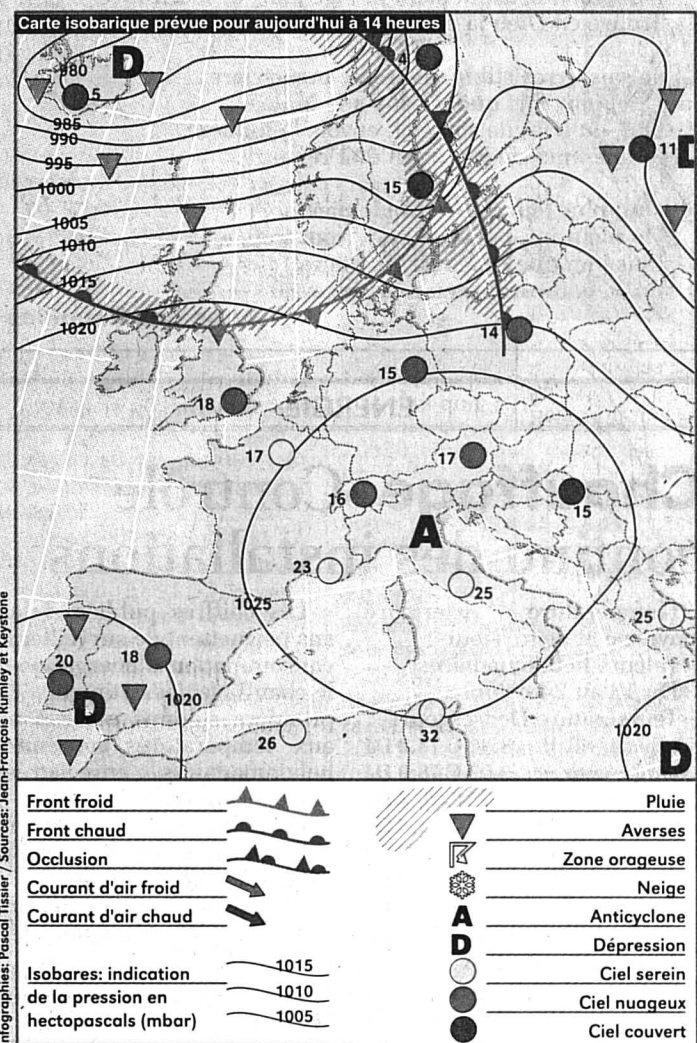 Carte isobarique prévue pour aujourd'hui à 14 heures
D
980
5
4
985
990
11
D
995
1000
15
1005
1010
1015
1020
14
15
18
17
17
16
15
A
23
25
1025
25
18
20
1020
D
32
26
1020
D
Infographies: Pascal Tissier / Sources: Jean-François Rumley et Keystone
Front froid
Front chaud
Occlusion
Courant d'air froid
Courant d'air chaud
Isobares: indication
de la pression en
hectopascals (mbar)
1015
1010
1005
Pluie
Averses
Zone orageuse
Neige
A Anticyclone
D Dépression
Ciel serein
Ciel nuageux
Ciel couvert